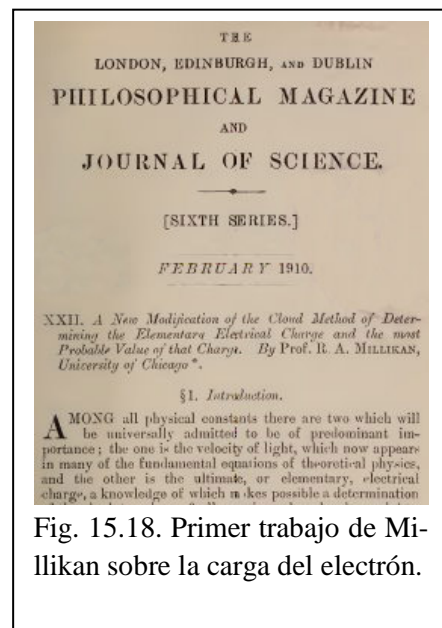 THE
LONDON, EDINBURGH, AND DUBLIN
PHILOSOPHICAL MAGAZINE
AND
JOURNAL OF SCIENCE.
[SIXTH SERIES.]
FEBRUARY 1910.
XXII. A New Modification of the Cloud Method of Deter-
mining the Elementary Electrical Charge and the most
Probable Value of that Charge. By Prof. R. A. MILLIKAN,
University of Chicago*.
§ 1. Introduction.
AMONG all physical constants there are two which will
be universally admitted to be of predominant im-
portance; the one is the velocity of light, which now appears
in many of the fundamental equations of theoretical physics,
and the other is the ultimate, or elementary, electrical
charge, a knowledge of which makes possible a determination
Fig. 15.18. Primer trabajo de Mi-
llikan sobre la carga del electrón.